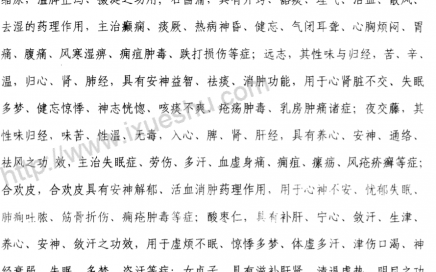 缩尿、温脾止泻、摄涎之功用；石菖蒲，具有开窍、豁痰、理气、活血、散风、
去湿的药理作用，主治癫痫、痰厥、热病神昏、健忘、气闭耳聋、心胸烦闷、胃
痛、腹痛、风寒湿痹、痈疽肿毒、跌打损伤等症；远志，其性味与归经，苦、辛、
温，归心、肾、肺经，具有安神益智、祛痰、消肿功能，用于心肾脏不交、失眠
多梦、健忘惊悸、神志恍惚、咳痰不爽、疮疡肿毒、乳房肿痛诸症；夜交藤，其
性味归经，味苦、性温、无毒，入心、脾、肾、肝经，具有养心、安神、通络、
祛风之功 效，主治失眠症、劳伤、多汗、血虚身痛、痈疽、瘰疬、风疮疥癣等症；
合欢皮，合欢皮具有安神解郁，活血消肿药理作用，用于心神不安、忧郁失眠、
肺痈吐脓、筋骨折伤、痈疮肿毒等症；酸枣仁，具有补肝、宁心、敛汗、生津、
养心、安神、敛汗之功效，用于虚烦不眠、惊悸多梦、体虚多汗、津伤口渴、神
经衰弱、失眠、多梦、盗汗等症；女贞子，具有滋补肝肾、清退虚热、明目之功
http://www.ixueshu.com